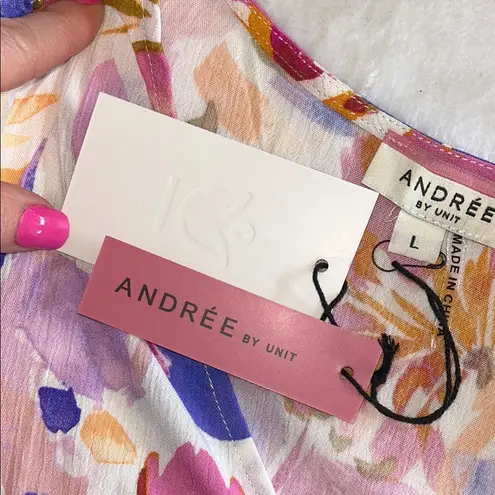 ANDRÉE
BY UNIT
L
MADE IN CHINA
ANDRÉE BY UNIT